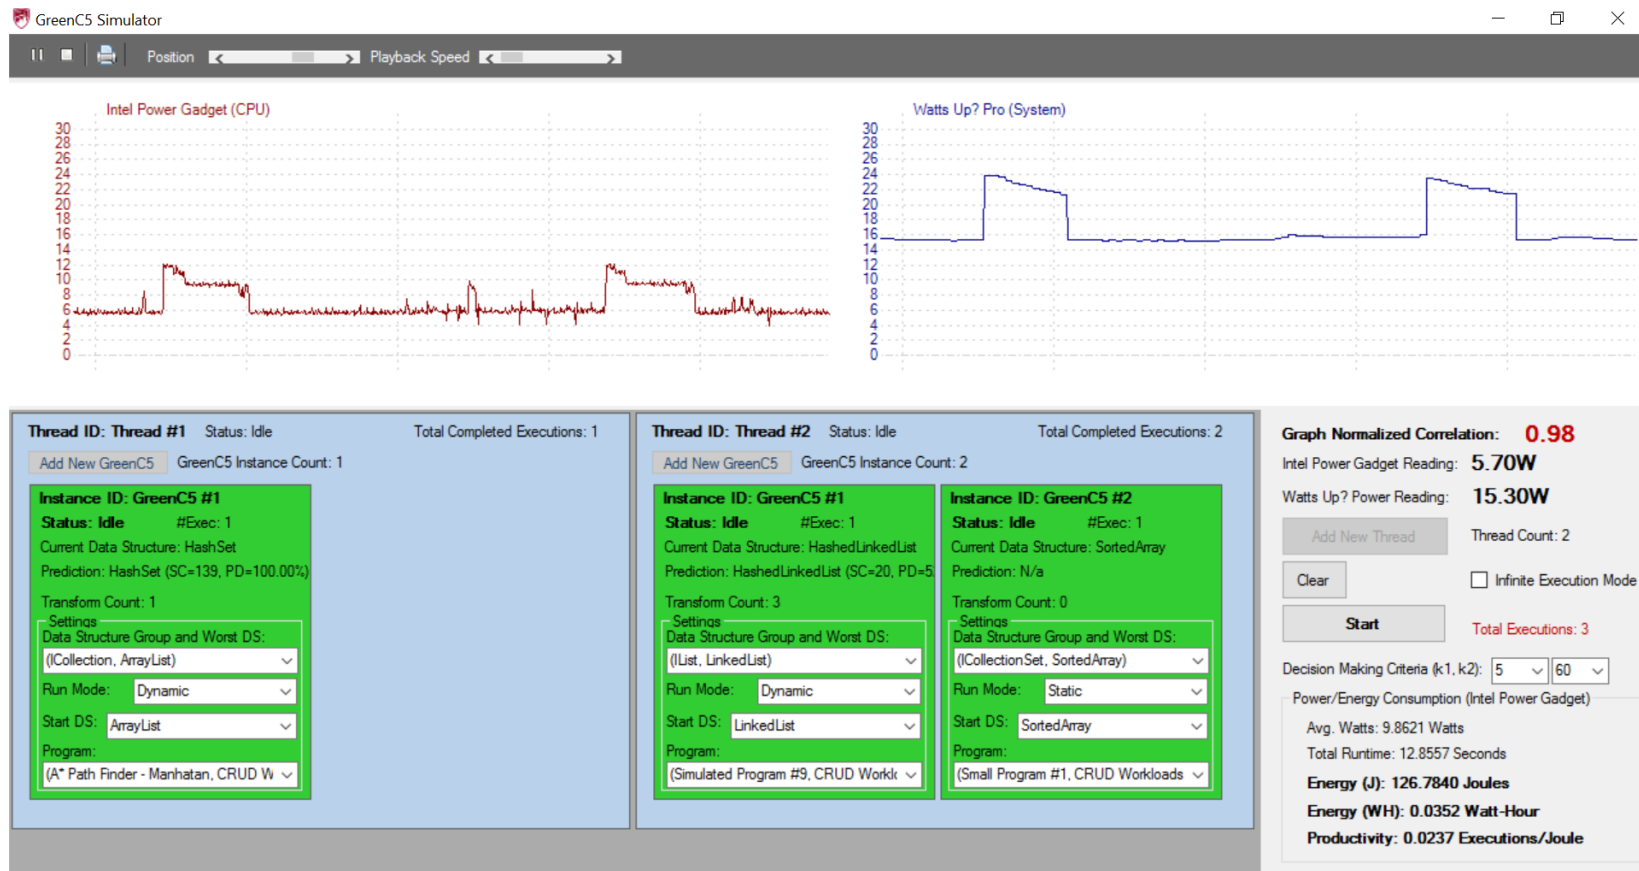 GreenC5 Simulator
Position
Playback Speed
Intel Power Gadget (CPU)
30
28
26
24
22
20
18
16
14
12
10
8
6
4
2
0
Watts Up? Pro (System)
30
28
26
24
22
20
18
16
14
12
10
8
6
4
2
0
Thread ID: Thread #1 Status: Idle Total Completed Executions: 1
Add New GreenC5 GreenC5 Instance Count: 1
Instance ID: GreenC5 #1
Status: Idle #Exec: 1
Current Data Structure: HashSet
Prediction: HashSet (SC=139, PD=100.00%)
Transform Count: 1
Settings
Data Structure Group and Worst DS:
(ICollection, ArrayList)
Run Mode: Dynamic
Start DS: ArrayList
Program:
(A* Path Finder - Manhatan, CRUD W
Thread ID: Thread #2 Status: Idle Total Completed Executions: 2
Add New GreenC5 GreenC5 Instance Count: 2
Instance ID: GreenC5 #1
Status: Idle #Exec: 1
Current Data Structure: HashedLinkedList
Prediction: HashedLinkedList (SC=20, PD=5
Transform Count: 3
Settings
Data Structure Group and Worst DS:
(IList, LinkedList)
Run Mode: Dynamic
Start DS: LinkedList
Program:
(Simulated Program #9, CRUD Workl
Instance ID: GreenC5 #2
Status: Idle #Exec: 1
Current Data Structure: SortedArray
Prediction: N/a
Transform Count: 0
Settings
Data Structure Group and Worst DS:
(ICollectionSet, SortedArray)
Run Mode: Static
Start DS: SortedArray
Program:
(Small Program #1, CRUD Workloads
Graph Normalized Correlation: 0.98
Intel Power Gadget Reading: 5.70W
Watts Up? Power Reading: 15.30W
Add New Thread Thread Count: 2
Clear Infinite Execution Mode
Start Total Executions: 3
Decision Making Criteria (k1, k2): 5 60
Power/Energy Consumption (Intel Power Gadget)
Avg. Watts: 9.8621 Watts
Total Runtime: 12.8557 Seconds
Energy (J): 126.7840 Joules
Energy (WH): 0.0352 Watt-Hour
Productivity: 0.0237 Executions/Joule